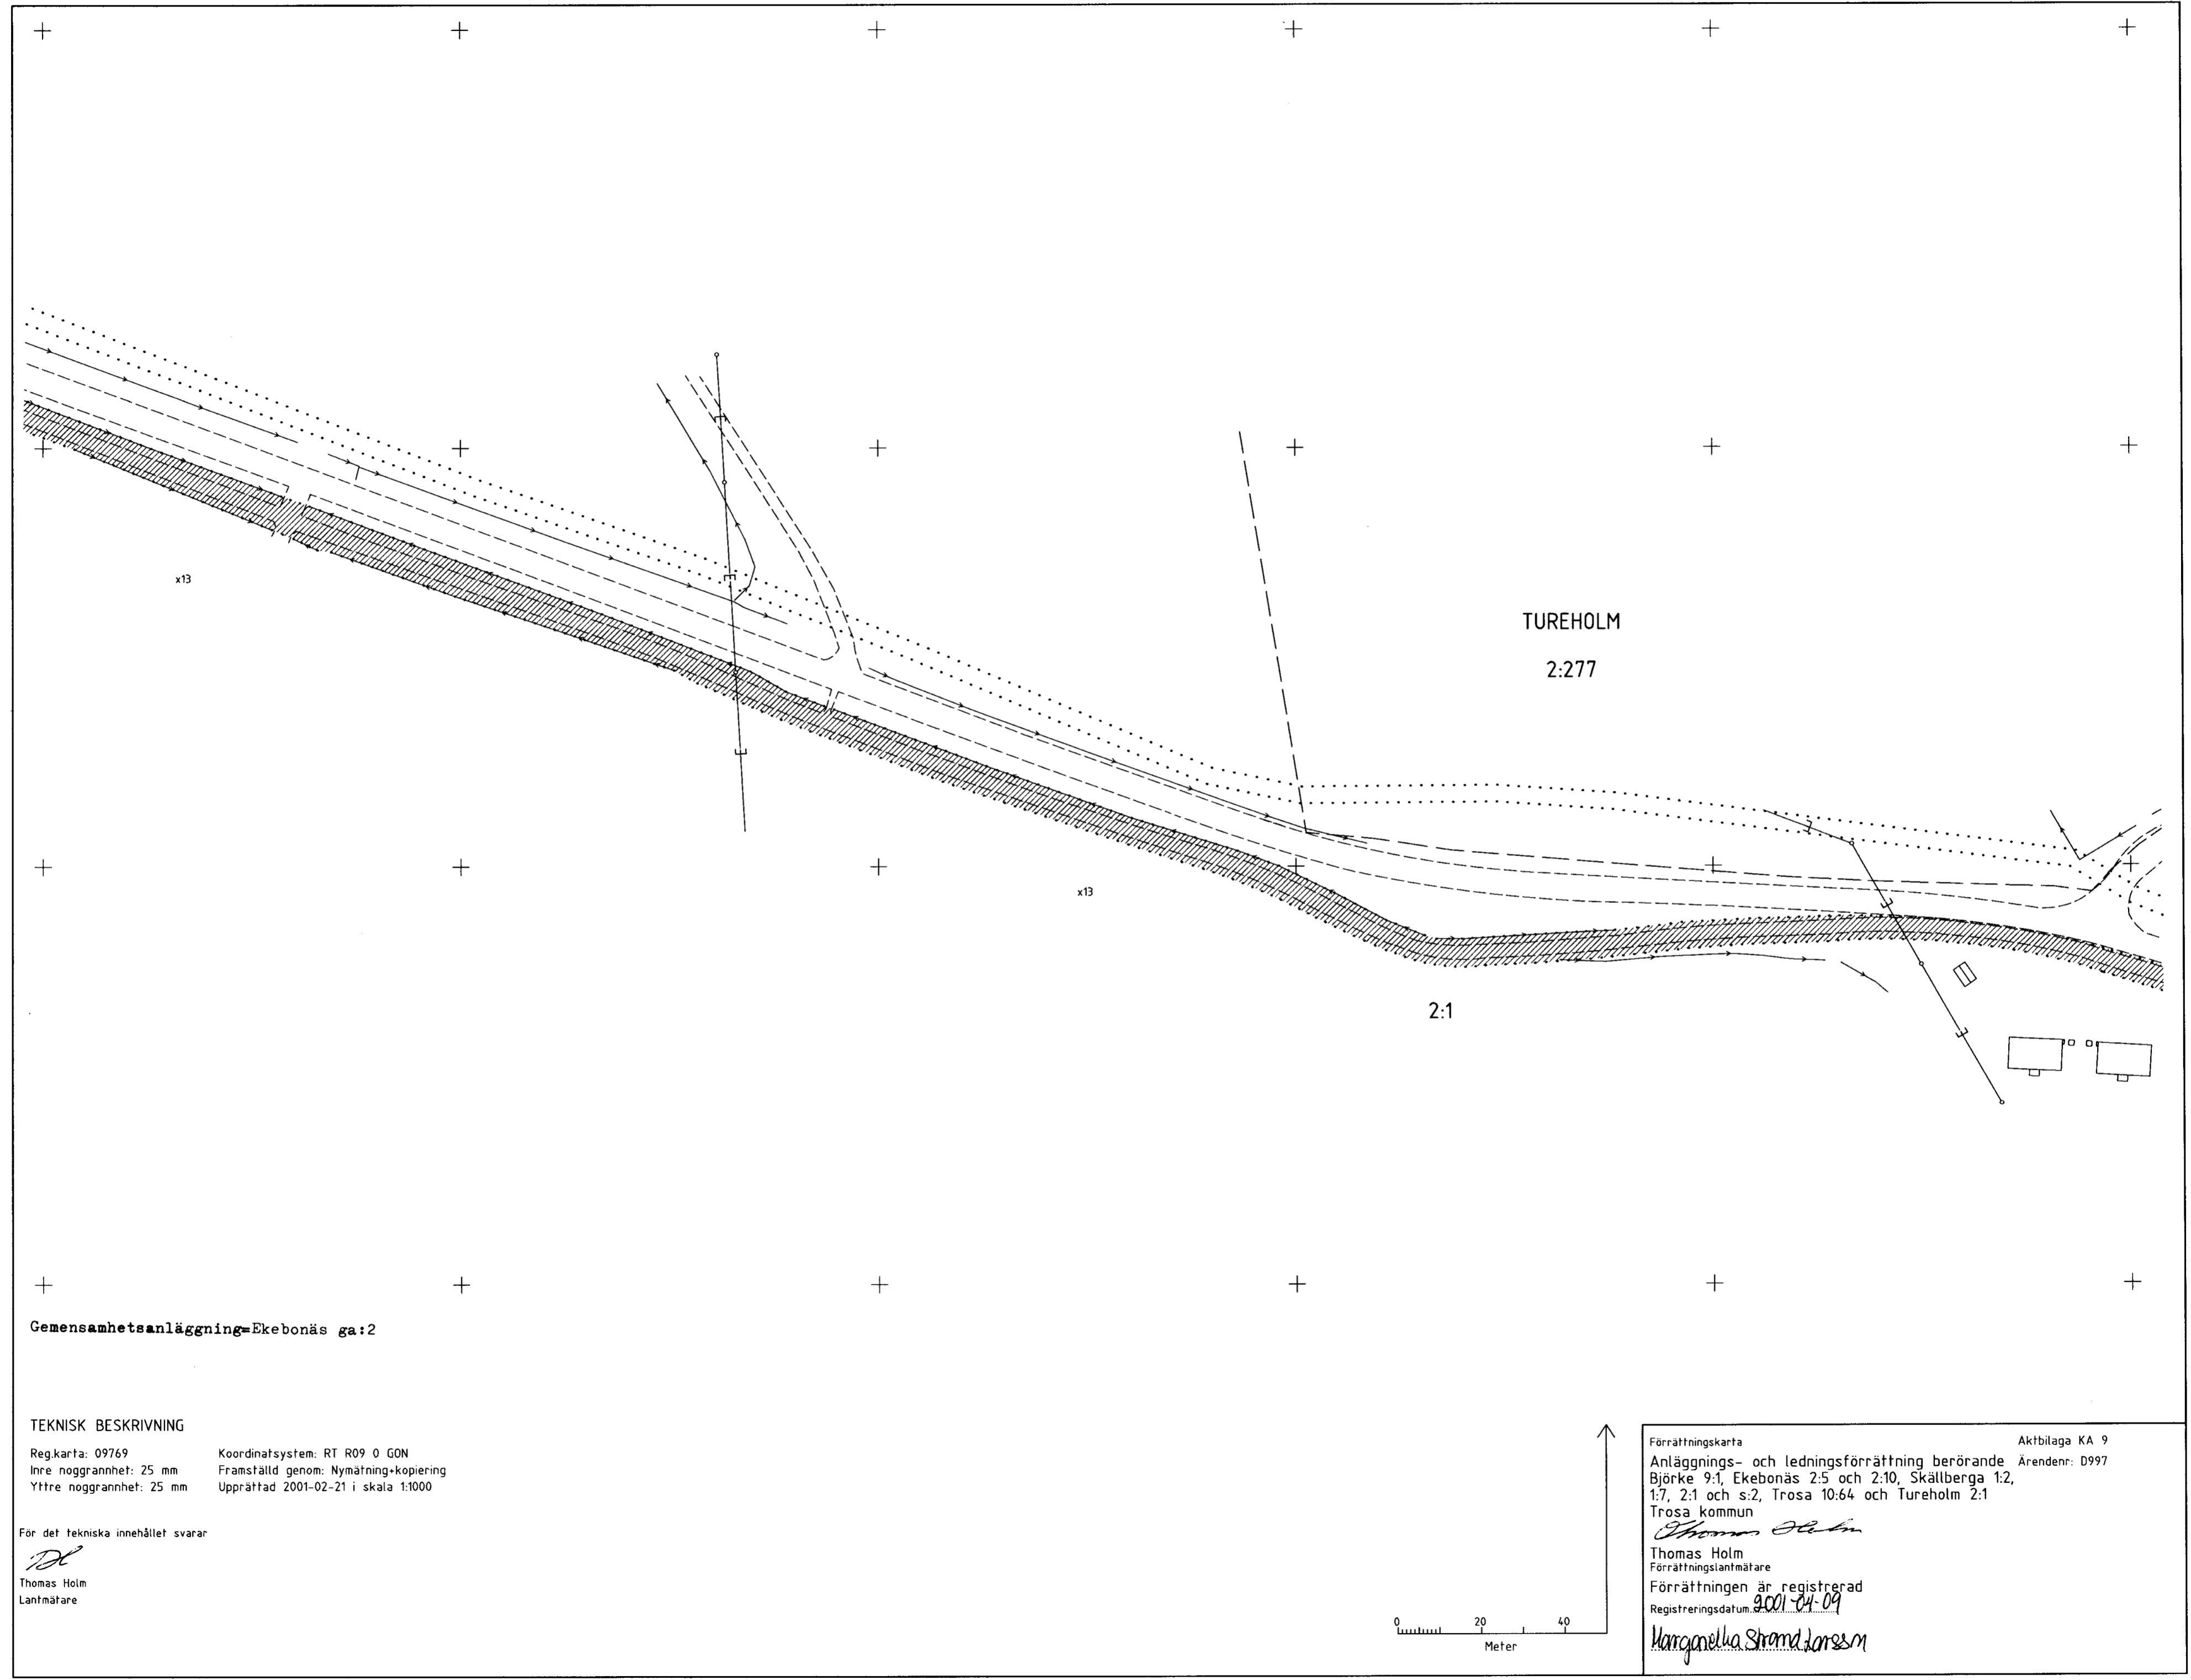 x13
TUREHOLM
2:277
x13
2:1
Gemensamhetsanläggning=Ekebonäs ga:2
TEKNISK BESKRIVNING
Reg.karta: 09769
Inre noggrannhet: 25 mm
Yttre noggrannhet: 25 mm
Koordinatsystem: RT R09 0 GON
Framställd genom: Nymätning+kopiering
Upprättad 2001-02-21 i skala 1:1000
För det tekniska innehållet svarar
Thomas Holm
Lantmätare
0 20 40
Meter
Förrättningskarta
Aktbilaga KA 9
Anläggnings- och ledningsförrättning berörande
Ärendenr: D997
Björke 9:1, Ekebonäs 2:5 och 2:10, Skällberga 1:2,
1:7, 2:1 och s:2, Trosa 10:64 och Tureholm 2:1
Trosa kommun
Thomas Holm
Thomas Holm
Förrättningslantmätare
Förrättningen är registrerad
Registreringsdatum 2001-04-09
Strand Larsson